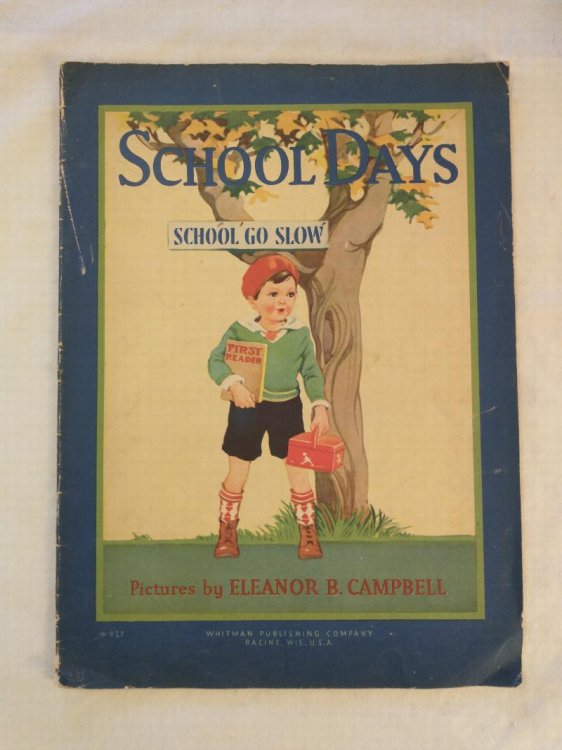 SCHOOL DAYS
SCHOOL GO SLOW
FIRST
READER
Pictures by ELEANOR B. CAMPBELL
W 927
WHITMAN PUBLISHING COMPANY
RACINE, WIS., U.S.A.